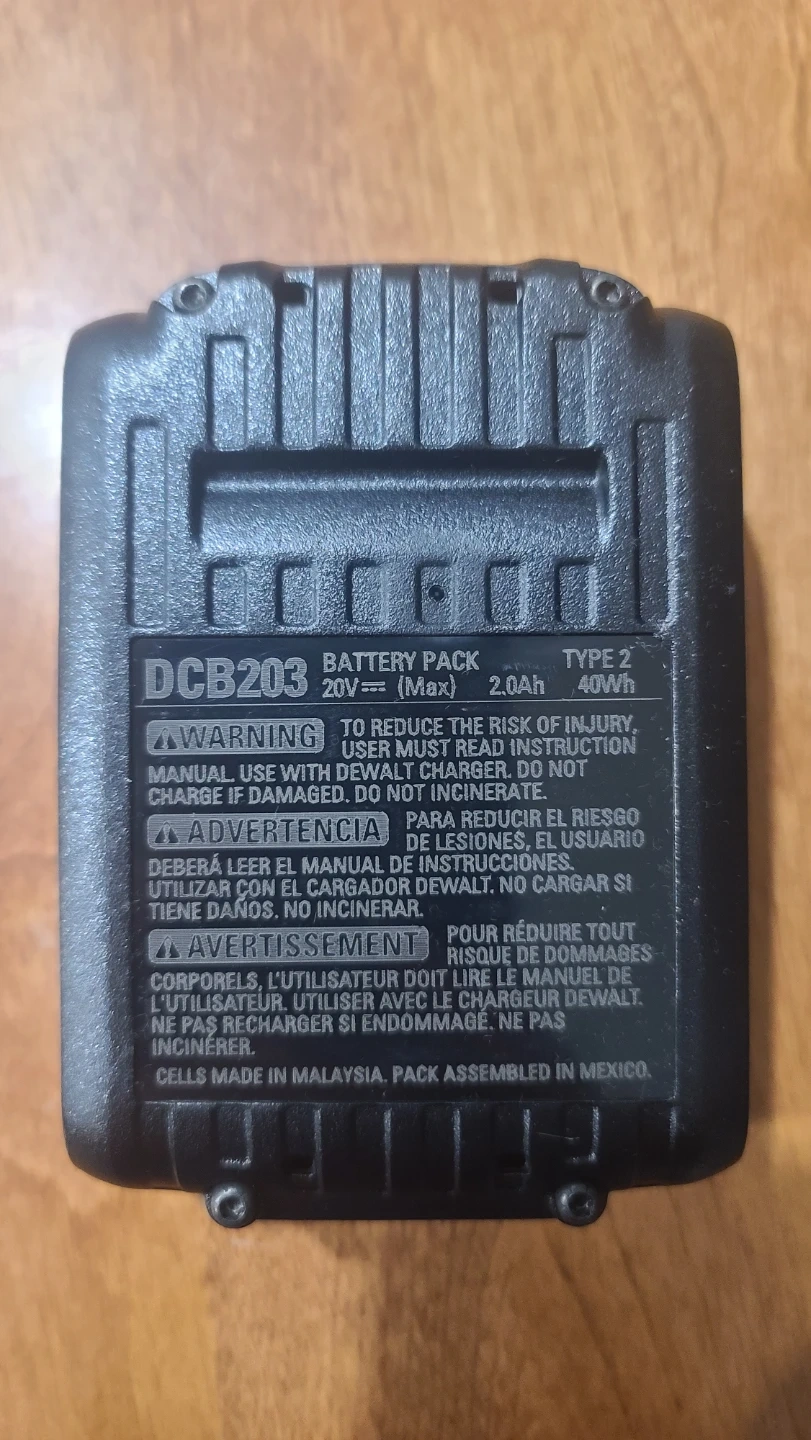 DCB203 BATTERY PACK TYPE 2
20V (Max) 2.0Ah 40Wh
WARNING TO REDUCE THE RISK OF INJURY,
USER MUST READ INSTRUCTION
MANUAL. USE WITH DEWALT CHARGER. DO NOT
CHARGE IF DAMAGED. DO NOT INCINERATE.
ADVERTENCIA PARA REDUCIR EL RIESGO
DE LESIONES, EL USUARIO
DEBERÁ LEER EL MANUAL DE INSTRUCCIONES.
UTILIZAR CON EL CARGADOR DEWALT. NO CARGAR SI
TIENE DAÑOS. NO INCINERAR.
AVERTISSEMENT POUR RÉDUIRE TOUT
RISQUE DE DOMMAGES
CORPORELS, L'UTILISATEUR DOIT LIRE LE MANUEL DE
L'UTILISATEUR. UTILISER AVEC LE CHARGEUR DEWALT.
NE PAS RECHARGER SI ENDOMMAGÉ. NE PAS
INCINÉRER.
CELLS MADE IN MALAYSIA. PACK ASSEMBLED IN MEXICO.